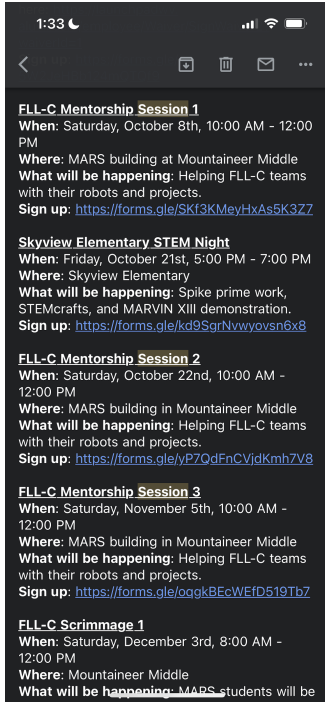 1:33
FLL-C Mentorship Session 1
When: Saturday, October 8th, 10:00 AM - 12:00
PM
Where: MARS building at Mountaineer Middle
What will be happening: Helping FLL-C teams
with their robots and projects.
Sign up: https://forms.gle/SKf3KMeyHxAs5K3Z7
Skyview Elementary STEM Night
When: Friday, October 21st, 5:00 PM - 7:00 PM
Where: Skyview Elementary
What will be happening: Spike prime work,
STEMcrafts, and MARVIN XIII demonstration.
Sign up: https://forms.gle/kd9SgrNvwyovsn6x8
FLL-C Mentorship Session 2
When: Saturday, October 22nd, 10:00 AM -
12:00 PM
Where: MARS building in Mountaineer Middle
What will be happening: Helping FLL-C teams
with their robots and projects.
Sign up: https://forms.gle/yP7QdFnCVjdKmh7V8
FLL-C Mentorship Session 3
When: Saturday, November 5th, 10:00 AM -
12:00 PM
Where: MARS building in Mountaineer Middle
What will be happening: Helping FLL-C teams
with their robots and projects.
Sign up: https://forms.gle/oqgkBEcWEfD519Tb7
FLL-C Scrimmage 1
When: Saturday, December 3rd, 8:00 AM -
12:00 PM
Where: Mountaineer Middle
What will be happening: MARS students will be